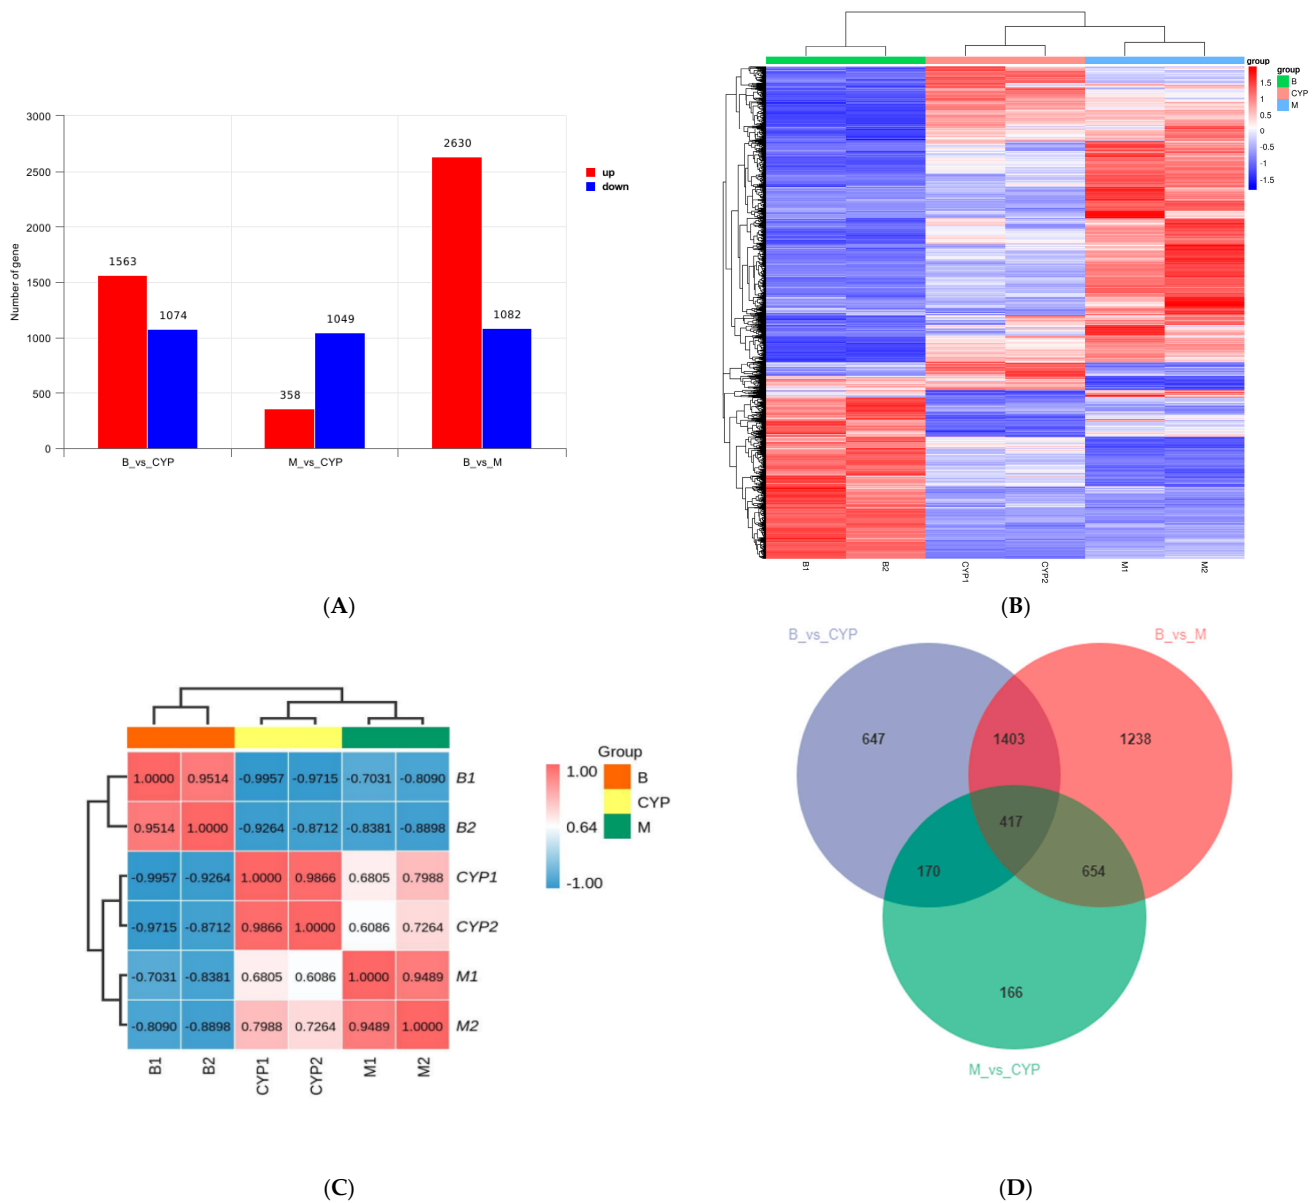 3000
2500
2000
1500
1000
500
0
Number of gene
1563
1074
358
1049
2630
1082
B_vs_CYP
M_vs_CYP
B_vs_M
up
down
(A)
group
1.5
1
0.5
0
-0.5
-1
-1.5
group
B
CYP
M
B1
B2
CYP1
CYP2
M1
M2
(B)
1.0000 0.9514 -0.9957 -0.9715 -0.7031 -0.8090 B1
0.9514 1.0000 -0.9264 -0.8712 -0.8381 -0.8898 B2
-0.9957 -0.9264 1.0000 0.9866 0.6805 0.7988 CYP1
-0.9715 -0.8712 0.9866 1.0000 0.6086 0.7264 CYP2
-0.7031 -0.8381 0.6805 0.6086 1.0000 0.9489 M1
-0.8090 -0.8898 0.7988 0.7264 0.9489 1.0000 M2
B1
B2
CYP1
CYP2
M1
M2
1.00
0.64
-1.00
Group
B
CYP
M
(C)
B_vs_CYP
B_vs_M
647
1403
1238
417
170
654
166
M_vs_CYP
(D)